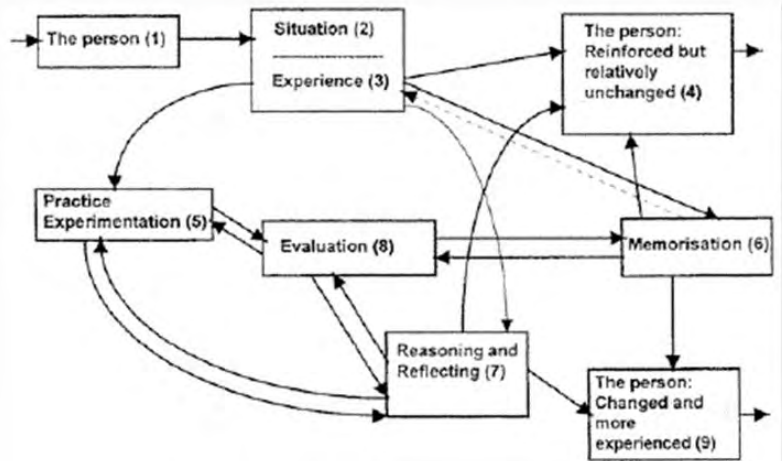 The person (1)
Situation (2)
Experience (3)
The person:
Reinforced but
relatively
unchanged (4)
Practice
Experimentation (5)
Evaluation (8)
Memorisation (6)
Reasoning and
Reflecting (7)
The person:
Changed and
more
experienced (9)